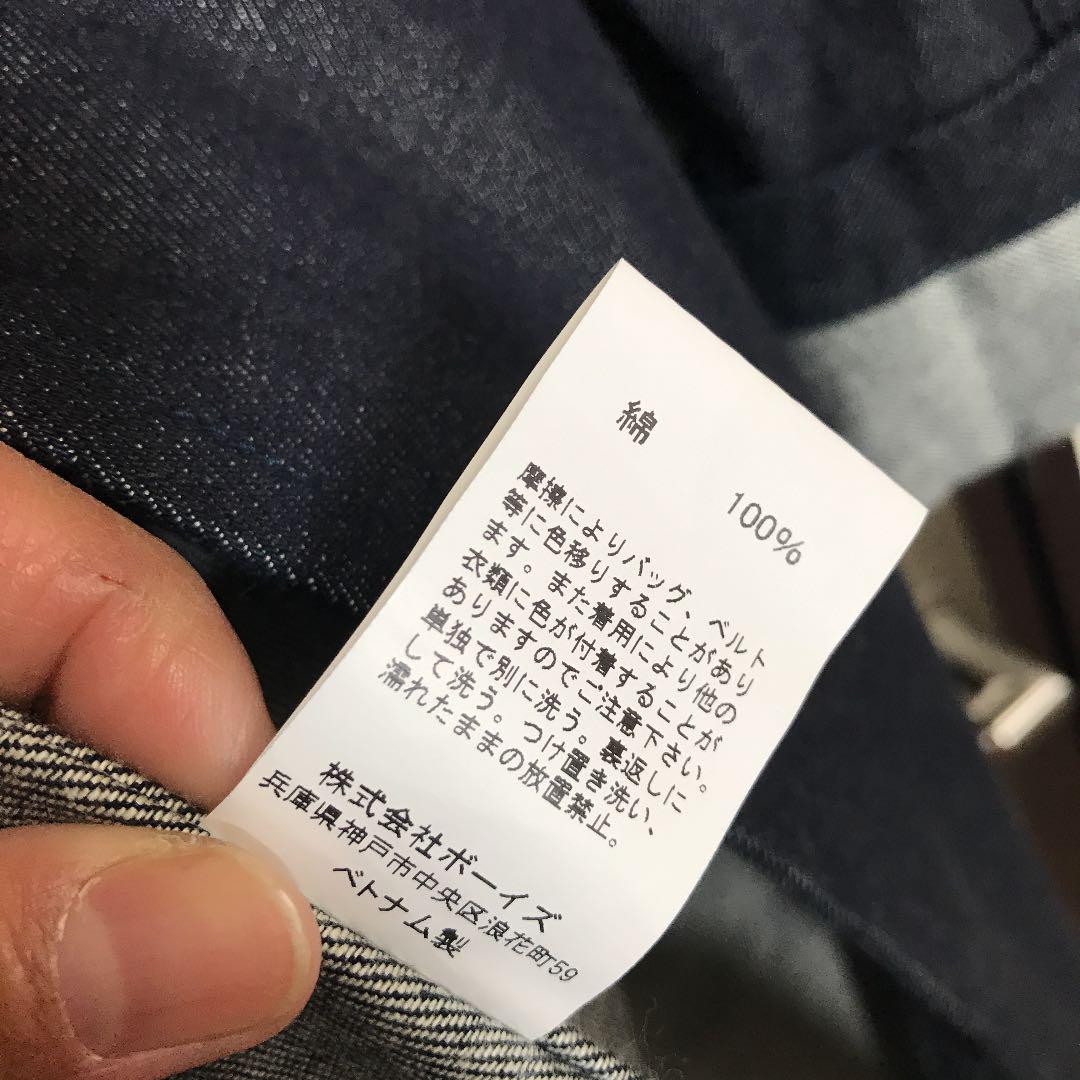 綿
100%
摩擦によりバッグ、ベルト
等に色移りすることがあり
ます。また着用により他の
衣類に色が付着することが
ありますのでご注意下さい。
単独で別に洗う。裏返しに
して洗う。つけ置き洗い、
濡れたままの放置禁止。
株式会社ボーイズ
兵庫県神戸市中央区浪花町59
ベトナム製